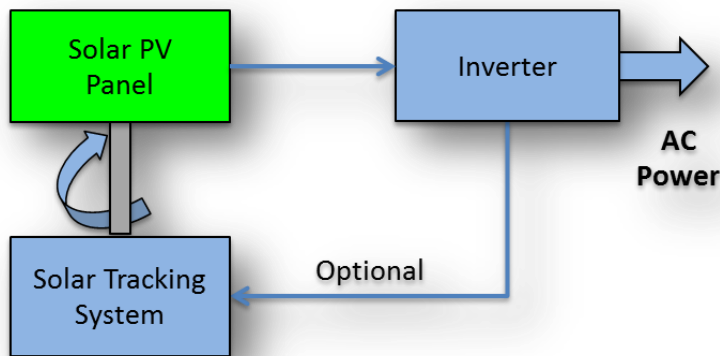 Solar PV
Panel
Inverter
AC
Power
Optional
Solar Tracking
System